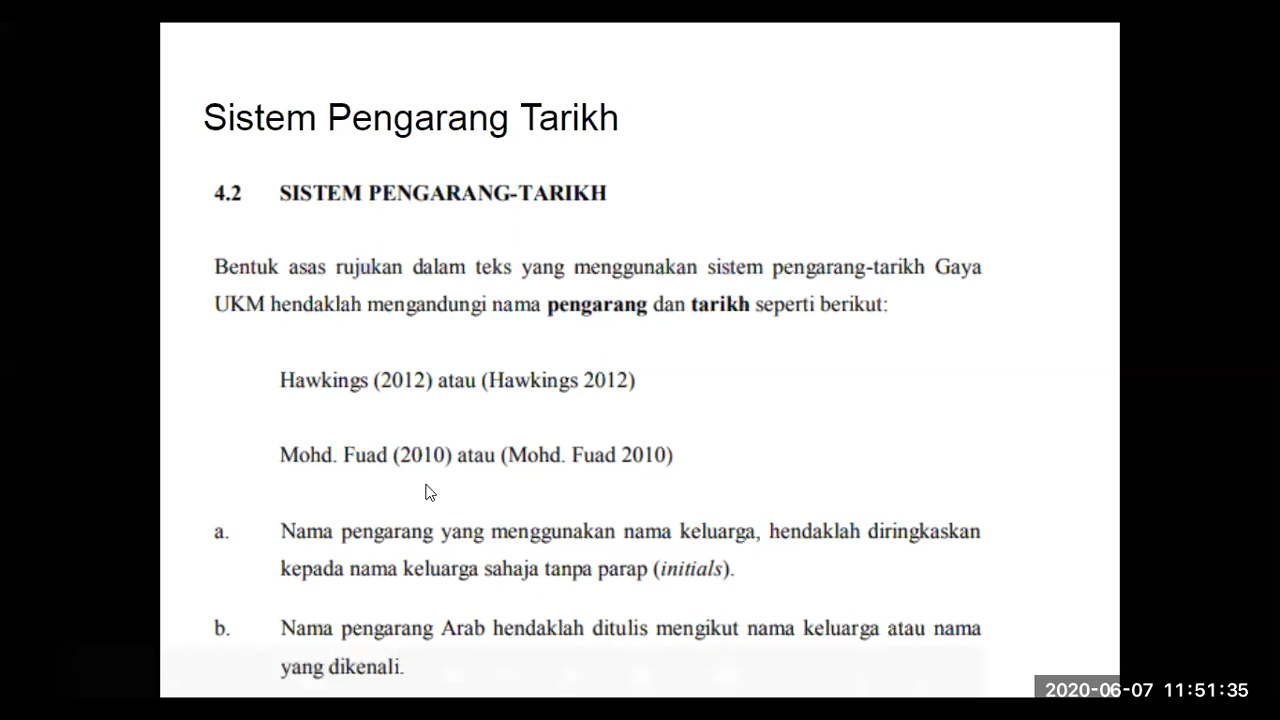 Sistem Pengarang Tarikh
4.2 SISTEM PENGARANG-TARIKH
Bentuk asas rujukan dalam teks yang menggunakan sistem pengarang-tarikh Gaya
UKM hendaklah mengandungi nama pengarang dan tarikh seperti berikut:
Hawkings (2012) atau (Hawkings 2012)
Mohd. Fuad (2010) atau (Mohd. Fuad 2010)
a. Nama pengarang yang menggunakan nama keluarga, hendaklah diringkaskan
kepada nama keluarga sahaja tanpa parap (initials).
b. Nama pengarang Arab hendaklah ditulis mengikut nama keluarga atau nama
yang dikenali.
2020-06-07 11:51:35